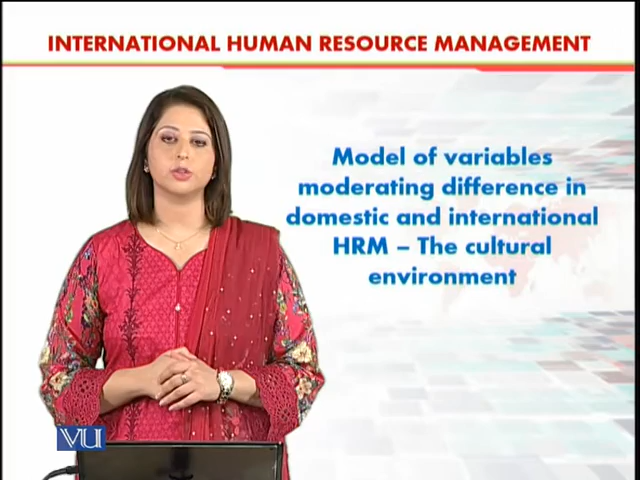 INTERNATIONAL HUMAN RESOURCE MANAGEMENT
Model of variables
moderating difference in
domestic and international
HRM – The cultural
environment
VU